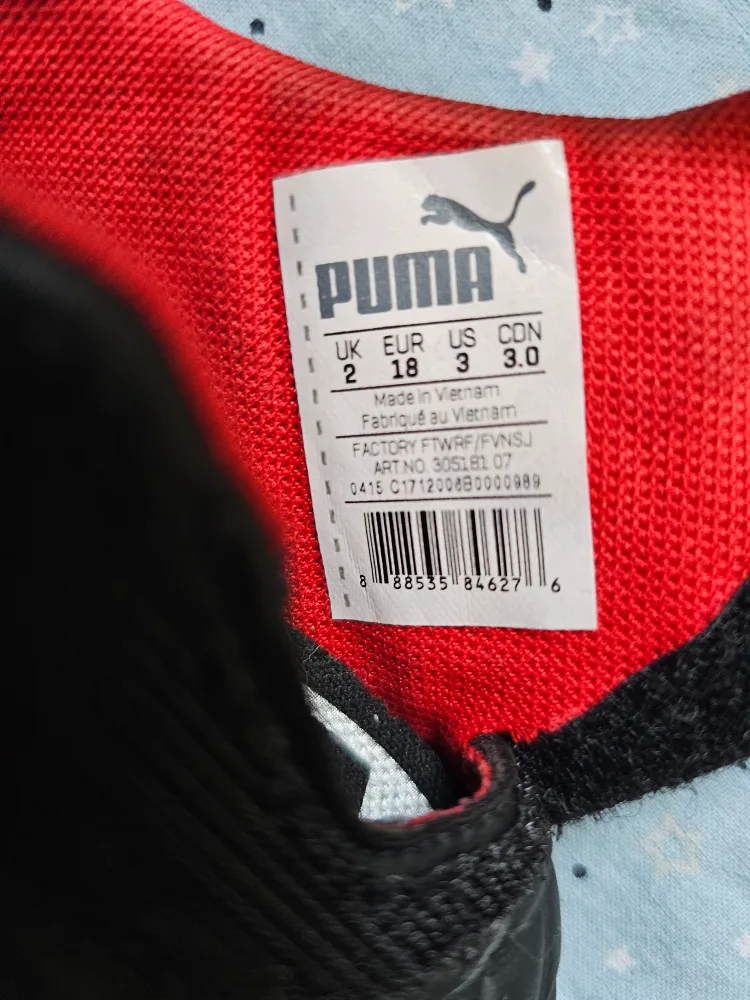 PUMA
UK EUR US CDN
2 18 3 3.0
Made in Vietnam
Fabriqué au Vietnam
FACTORY FTWRF/FVNSJ
ART.NO. 305181 07
0415 C1712006B0000989
8 88535 84627 6